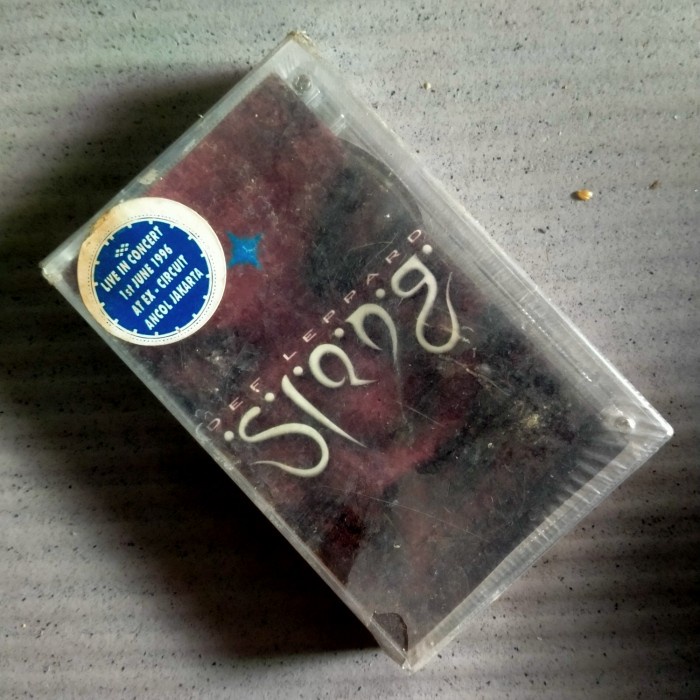 LIVE IN CONCERT
1st JUNE 1996
AT EX - CIRCUIT
ANCOL JAKARTA
DEF LEPPARD
Slang